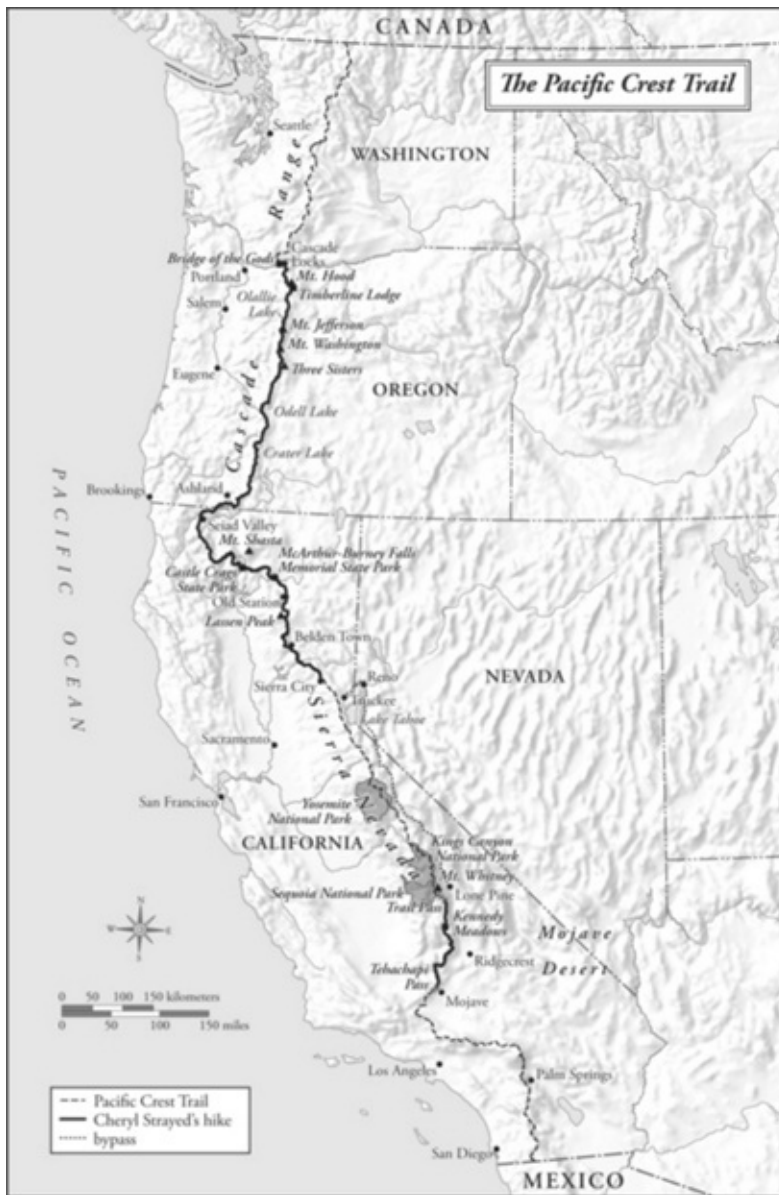 CANADA
The Pacific Crest Trail
Seattle
WASHINGTON
Range
Cascade
Locks
Bridge of the Gods
Portland
Mt. Hood
Timberline Lodge
Olallie
Lake
Salem
Mt. Jefferson
Mt. Washington
Three Sisters
Eugene
OREGON
Cascade
Odell Lake
Crater Lake
PACIFIC OCEAN
Brookings
Ashland
Seiad Valley
Mt. Shasta
McArthur-Burney Falls
Memorial State Park
Castle Crags
State Park
Old Station
Lassen Peak
Belden Town
Reno
NEVADA
Sierra City
Truckee
Lake Tahoe
Sierra Nevada
Sacramento
San Francisco
Yosemite
National Park
CALIFORNIA
Kings Canyon
National Park
Mt. Whitney
Sequoia National Park
Lone Pine
Trail Pass
Kennedy
Meadows
Mojave
Desert
Ridgecrest
Tehachapi
Pass
Mojave
N
W
E
S
0 50 100 150 kilometers
0 50 100 150 miles
Los Angeles
Palm Springs
Pacific Crest Trail
Cheryl Strayed's hike
bypass
San Diego
MEXICO